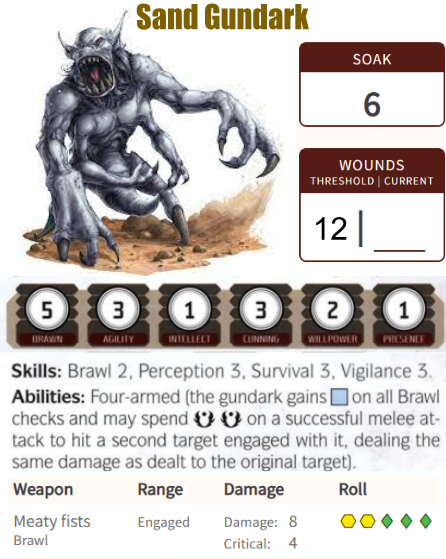 Sand Gundark
SOAK
6
WOUNDS
THRESHOLD | CURRENT
12 | ___
5 3 1 3 2 1
BRAWN AGILITY INTELLECT CUNNING WILLPOWER PRESENCE
Skills: Brawl 2, Perception 3, Survival 3, Vigilance 3.
Abilities: Four-armed (the gundark gains on all Brawl
checks and may spend on a successful melee at-
tack to hit a second target engaged with it, dealing the
same damage as dealt to the original target).
Weapon Range Damage Roll
Meaty fists Engaged Damage: 8
Brawl Critical: 4